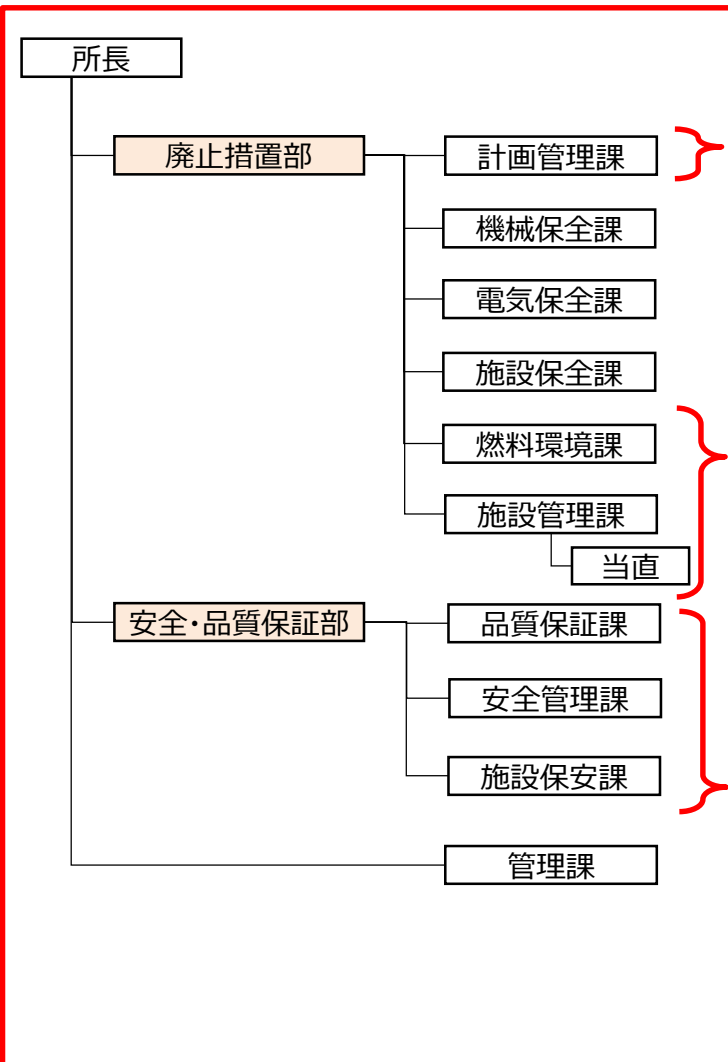 所長
廃止措置部
計画管理課
機械保全課
電気保全課
施設保全課
燃料環境課
施設管理課
当直
安全・品質保証部
品質保証課
安全管理課
施設保安課
管理課